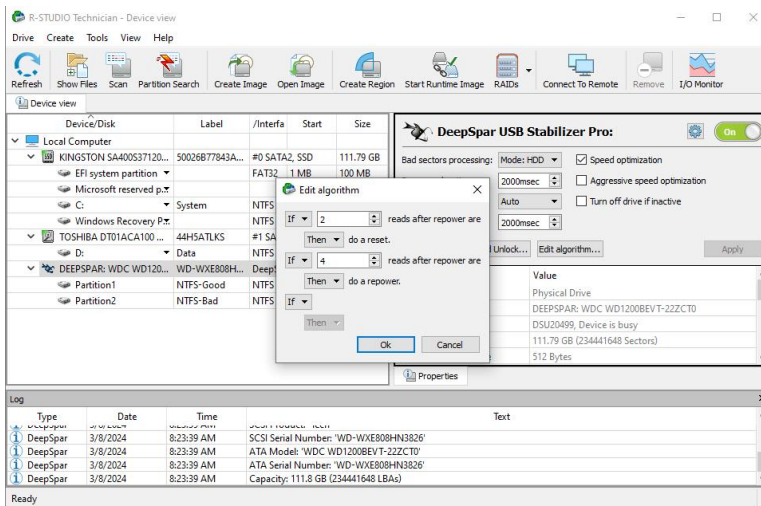 R-STUDIO Technician - Device view
Drive Create Tools View Help
Refresh Show Files Scan Partition Search Create Image Open Image Create Region Start Runtime Image RAIDs Connect To Remote Remove I/O Monitor
Device view
Device/Disk Label /Interfa Start Size
Local Computer
KINGSTON SA400S37120... 50026B77843A... #0 SATA2, SSD 111.79 GB
EFI system partition FAT32 1 MB 100 MB
Microsoft reserved p...
C: System NTFS
Windows Recovery P... NTFS
TOSHIBA DT01ACA100 ... 44H5ATLKS #1 SA
D: Data NTFS
DEEPSPAR: WDC WD120... WD-WXE808H... DeepS
Partition1 NTFS-Good NTFS
Partition2 NTFS-Bad NTFS
DeepSpar USB Stabilizer Pro: On
Bad sectors processing: Mode: HDD Speed optimization
2000msec Aggressive speed optimization
Auto Turn off drive if inactive
2000msec
Unlock... Edit algorithm... Apply
Value
Physical Drive
DEEPSPAR: WDC WD1200BEVT-22ZCT0
DSU20499, Device is busy
111.79 GB (234441648 Sectors)
512 Bytes
Properties
Edit algorithm
If 2 reads after repower are
Then do a reset.
If 4 reads after repower are
Then do a repower.
If
Then
Ok Cancel
Log
Type Date Time Text
DeepSpar 3/8/2024 8:23:39 AM
DeepSpar 3/8/2024 8:23:39 AM SCSI Serial Number: 'WD-WXE808HN3826'
DeepSpar 3/8/2024 8:23:39 AM ATA Model: 'WDC WD1200BEVT-22ZCT0'
DeepSpar 3/8/2024 8:23:39 AM ATA Serial Number: 'WD-WXE808HN3826'
DeepSpar 3/8/2024 8:23:39 AM Capacity: 111.8 GB (234441648 LBAs)
Ready